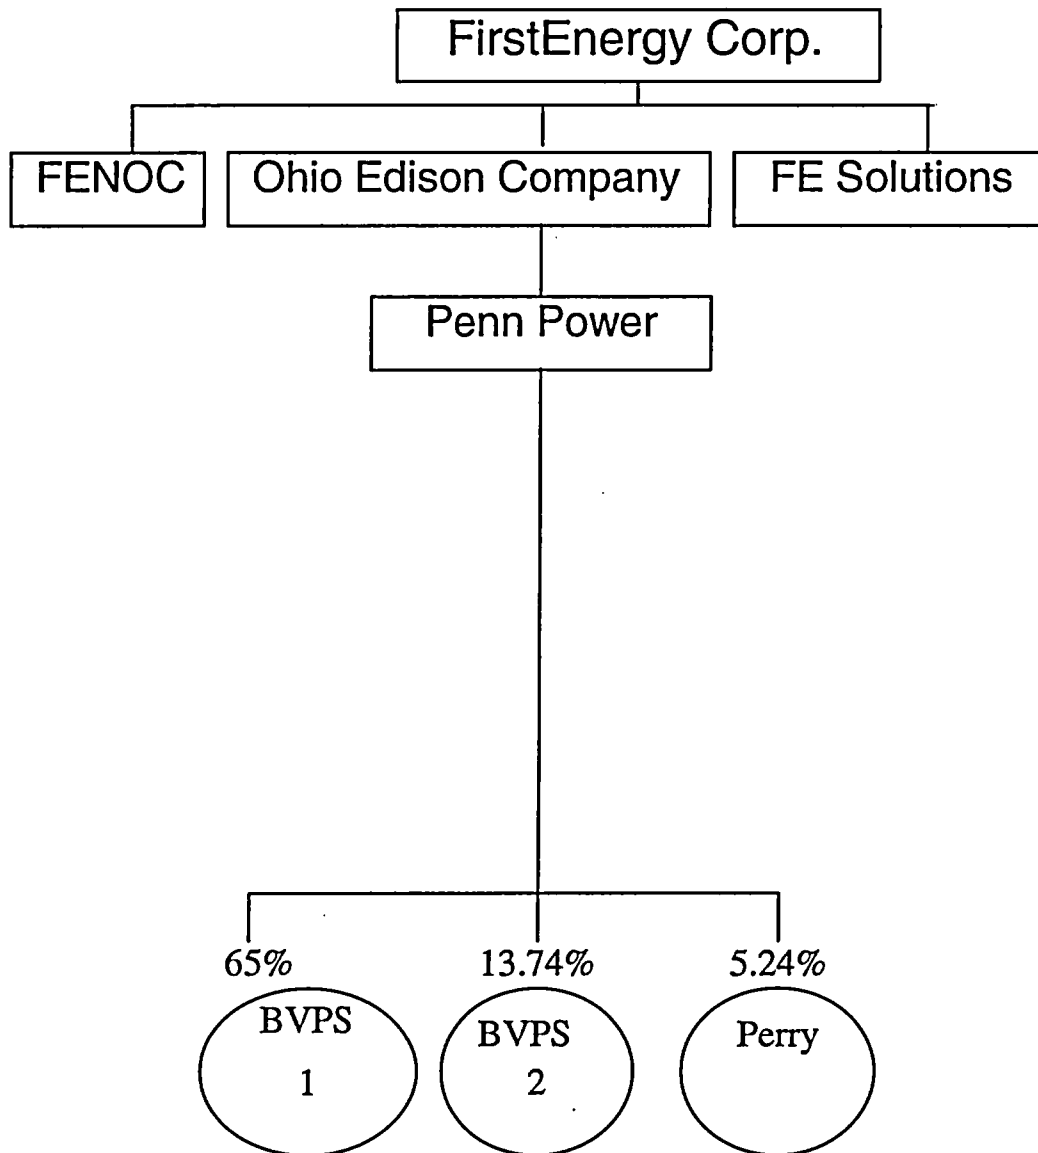 FirstEnergy Corp.
FENOC
Ohio Edison Company
FE Solutions
Penn Power
65%
13.74%
5.24%
BVPS
1
BVPS
2
Perry